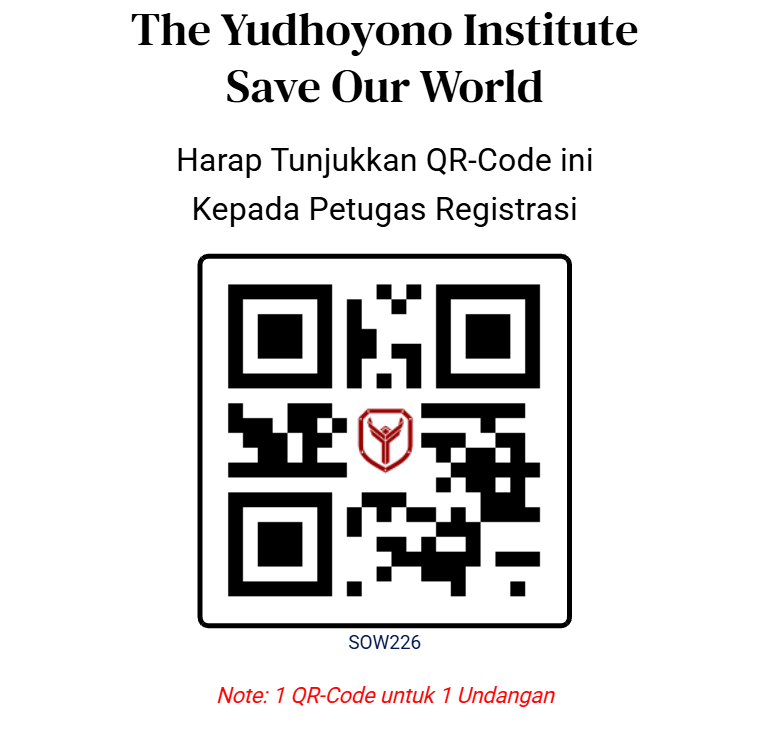 The Yudhoyono Institute
Save Our World
Harap Tunjukkan QR-Code ini
Kepada Petugas Registrasi
SOW226
Note: 1 QR-Code untuk 1 Undangan